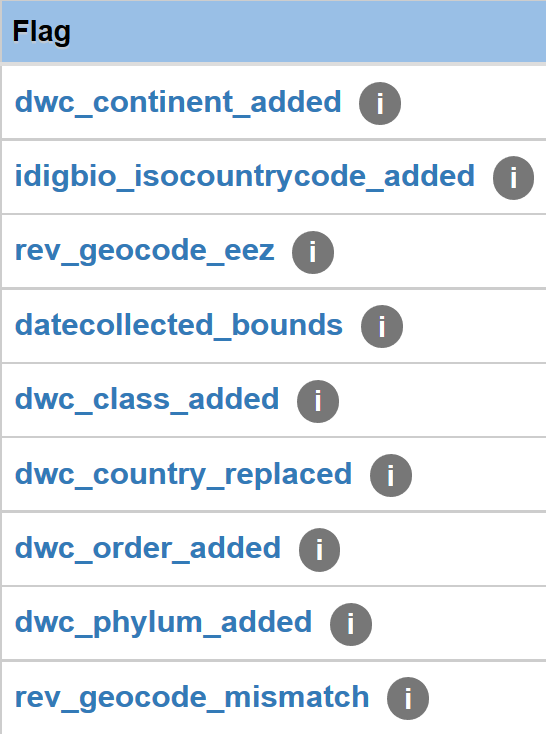 Flag
dwc_continent_added i
idigbio_isocountrycode_added i
rev_geocode_eez i
datecollected_bounds i
dwc_class_added i
dwc_country_replaced i
dwc_order_added i
dwc_phylum_added i
rev_geocode_mismatch i